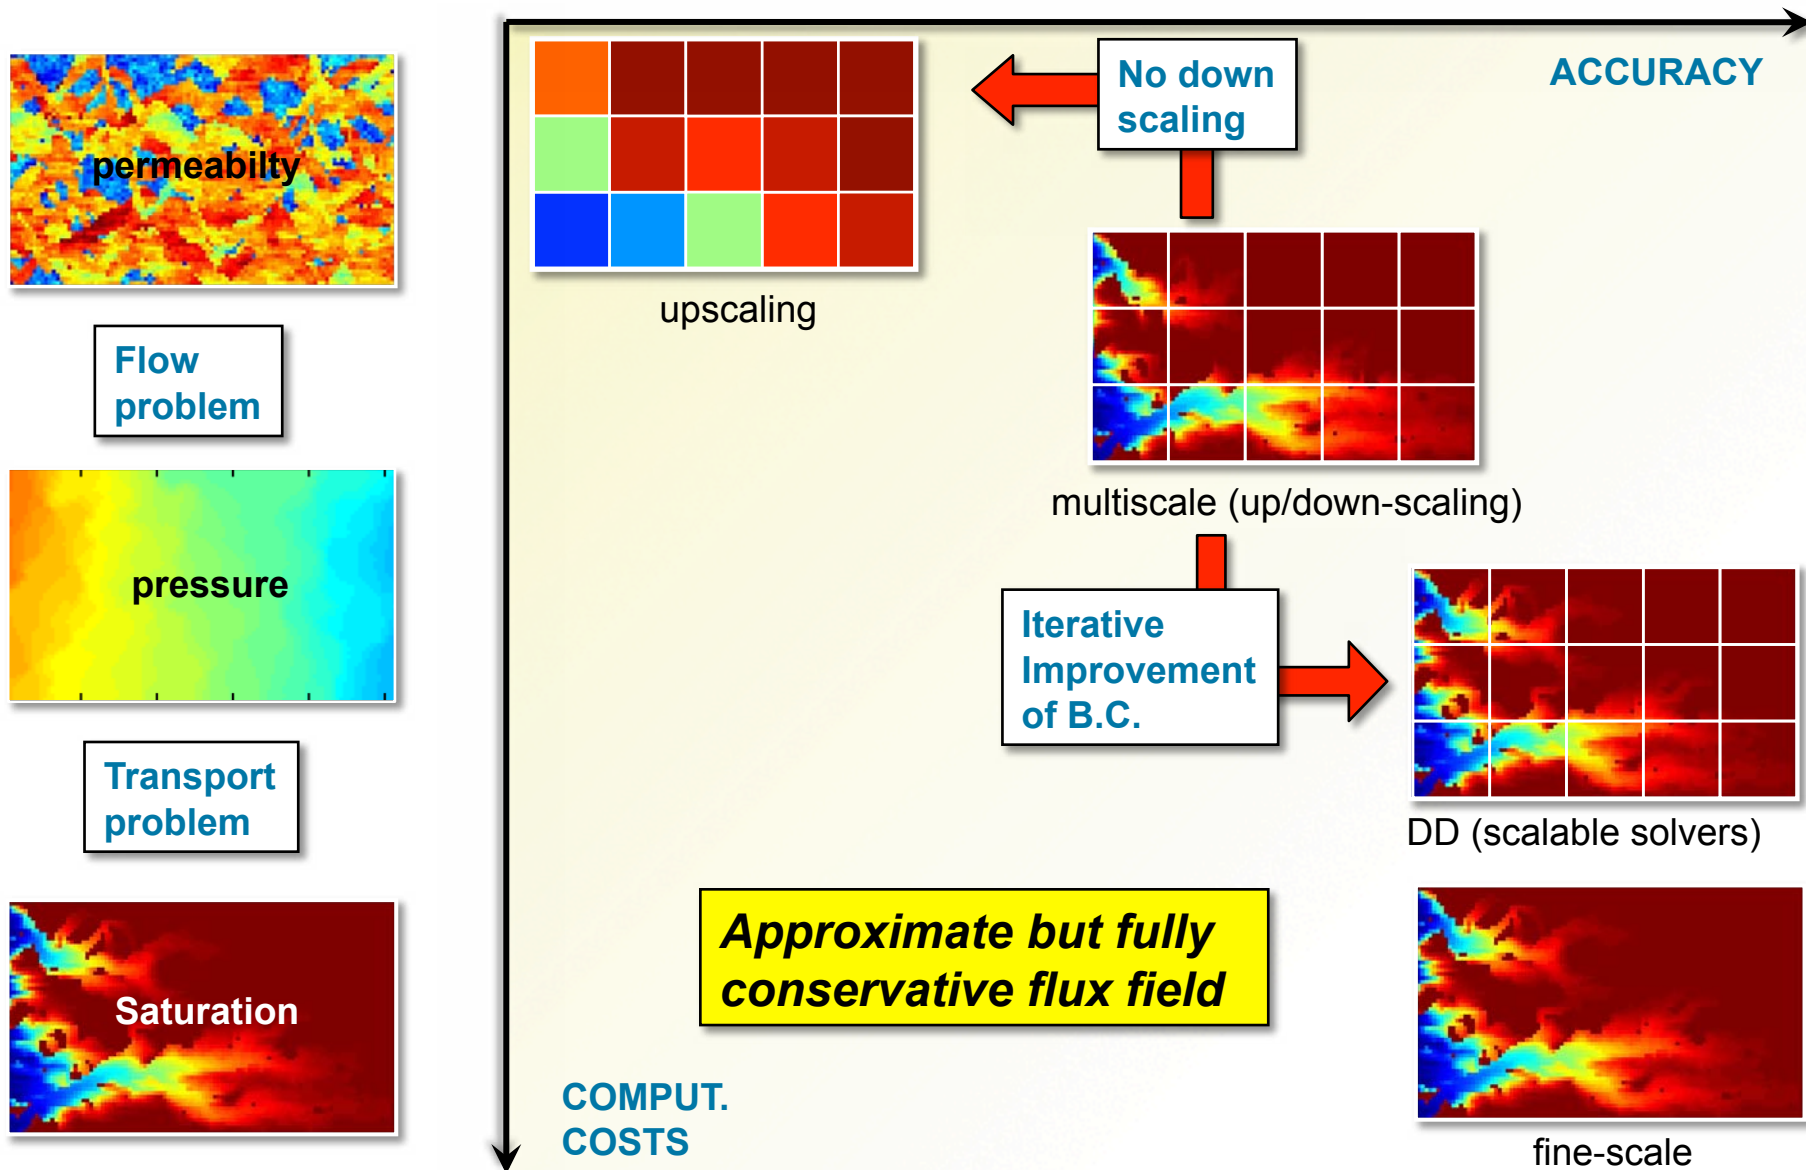 permeabilty
Flow
problem
pressure
Transport
problem
Saturation
ACCURACY
No down
scaling
upscaling
multiscale (up/down-scaling)
Iterative
Improvement
of B.C.
DD (scalable solvers)
Approximate but fully
conservative flux field
COMPUT.
COSTS
fine-scale